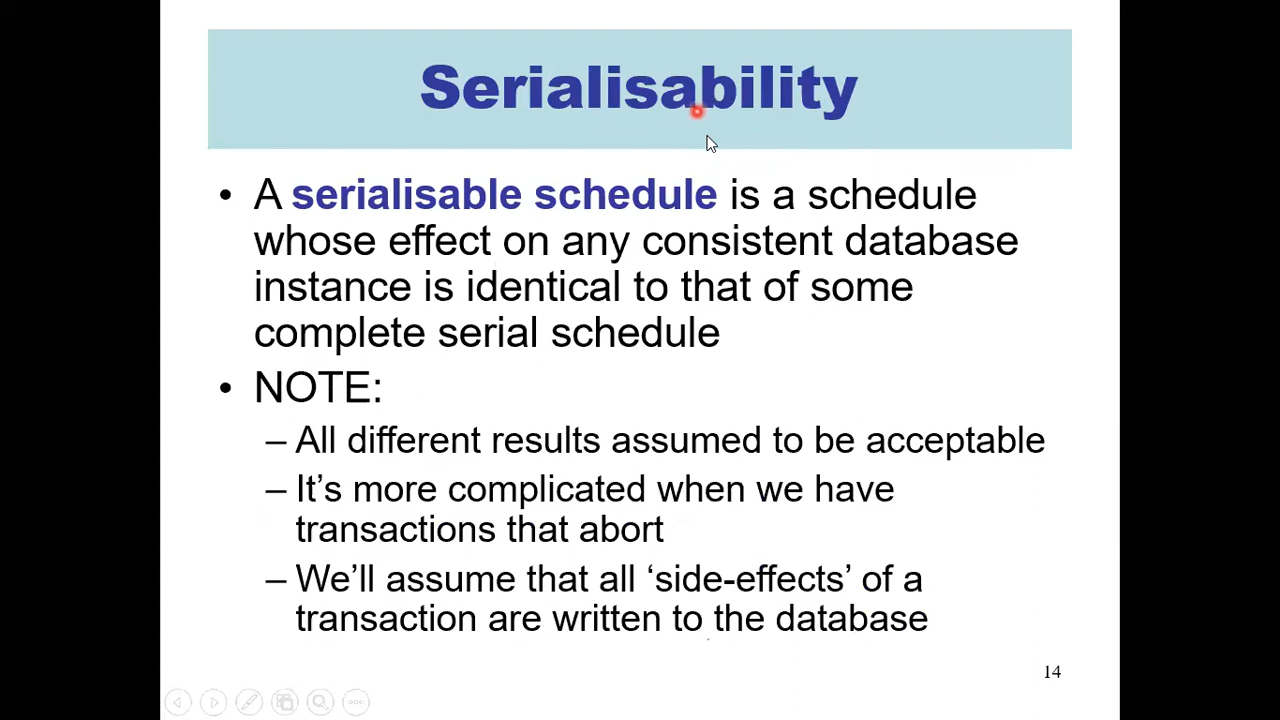 Serialisability
• A serialisable schedule is a schedule
whose effect on any consistent database
instance is identical to that of some
complete serial schedule
• NOTE:
– All different results assumed to be acceptable
– It’s more complicated when we have
transactions that abort
– We’ll assume that all ‘side-effects’ of a
transaction are written to the database
14